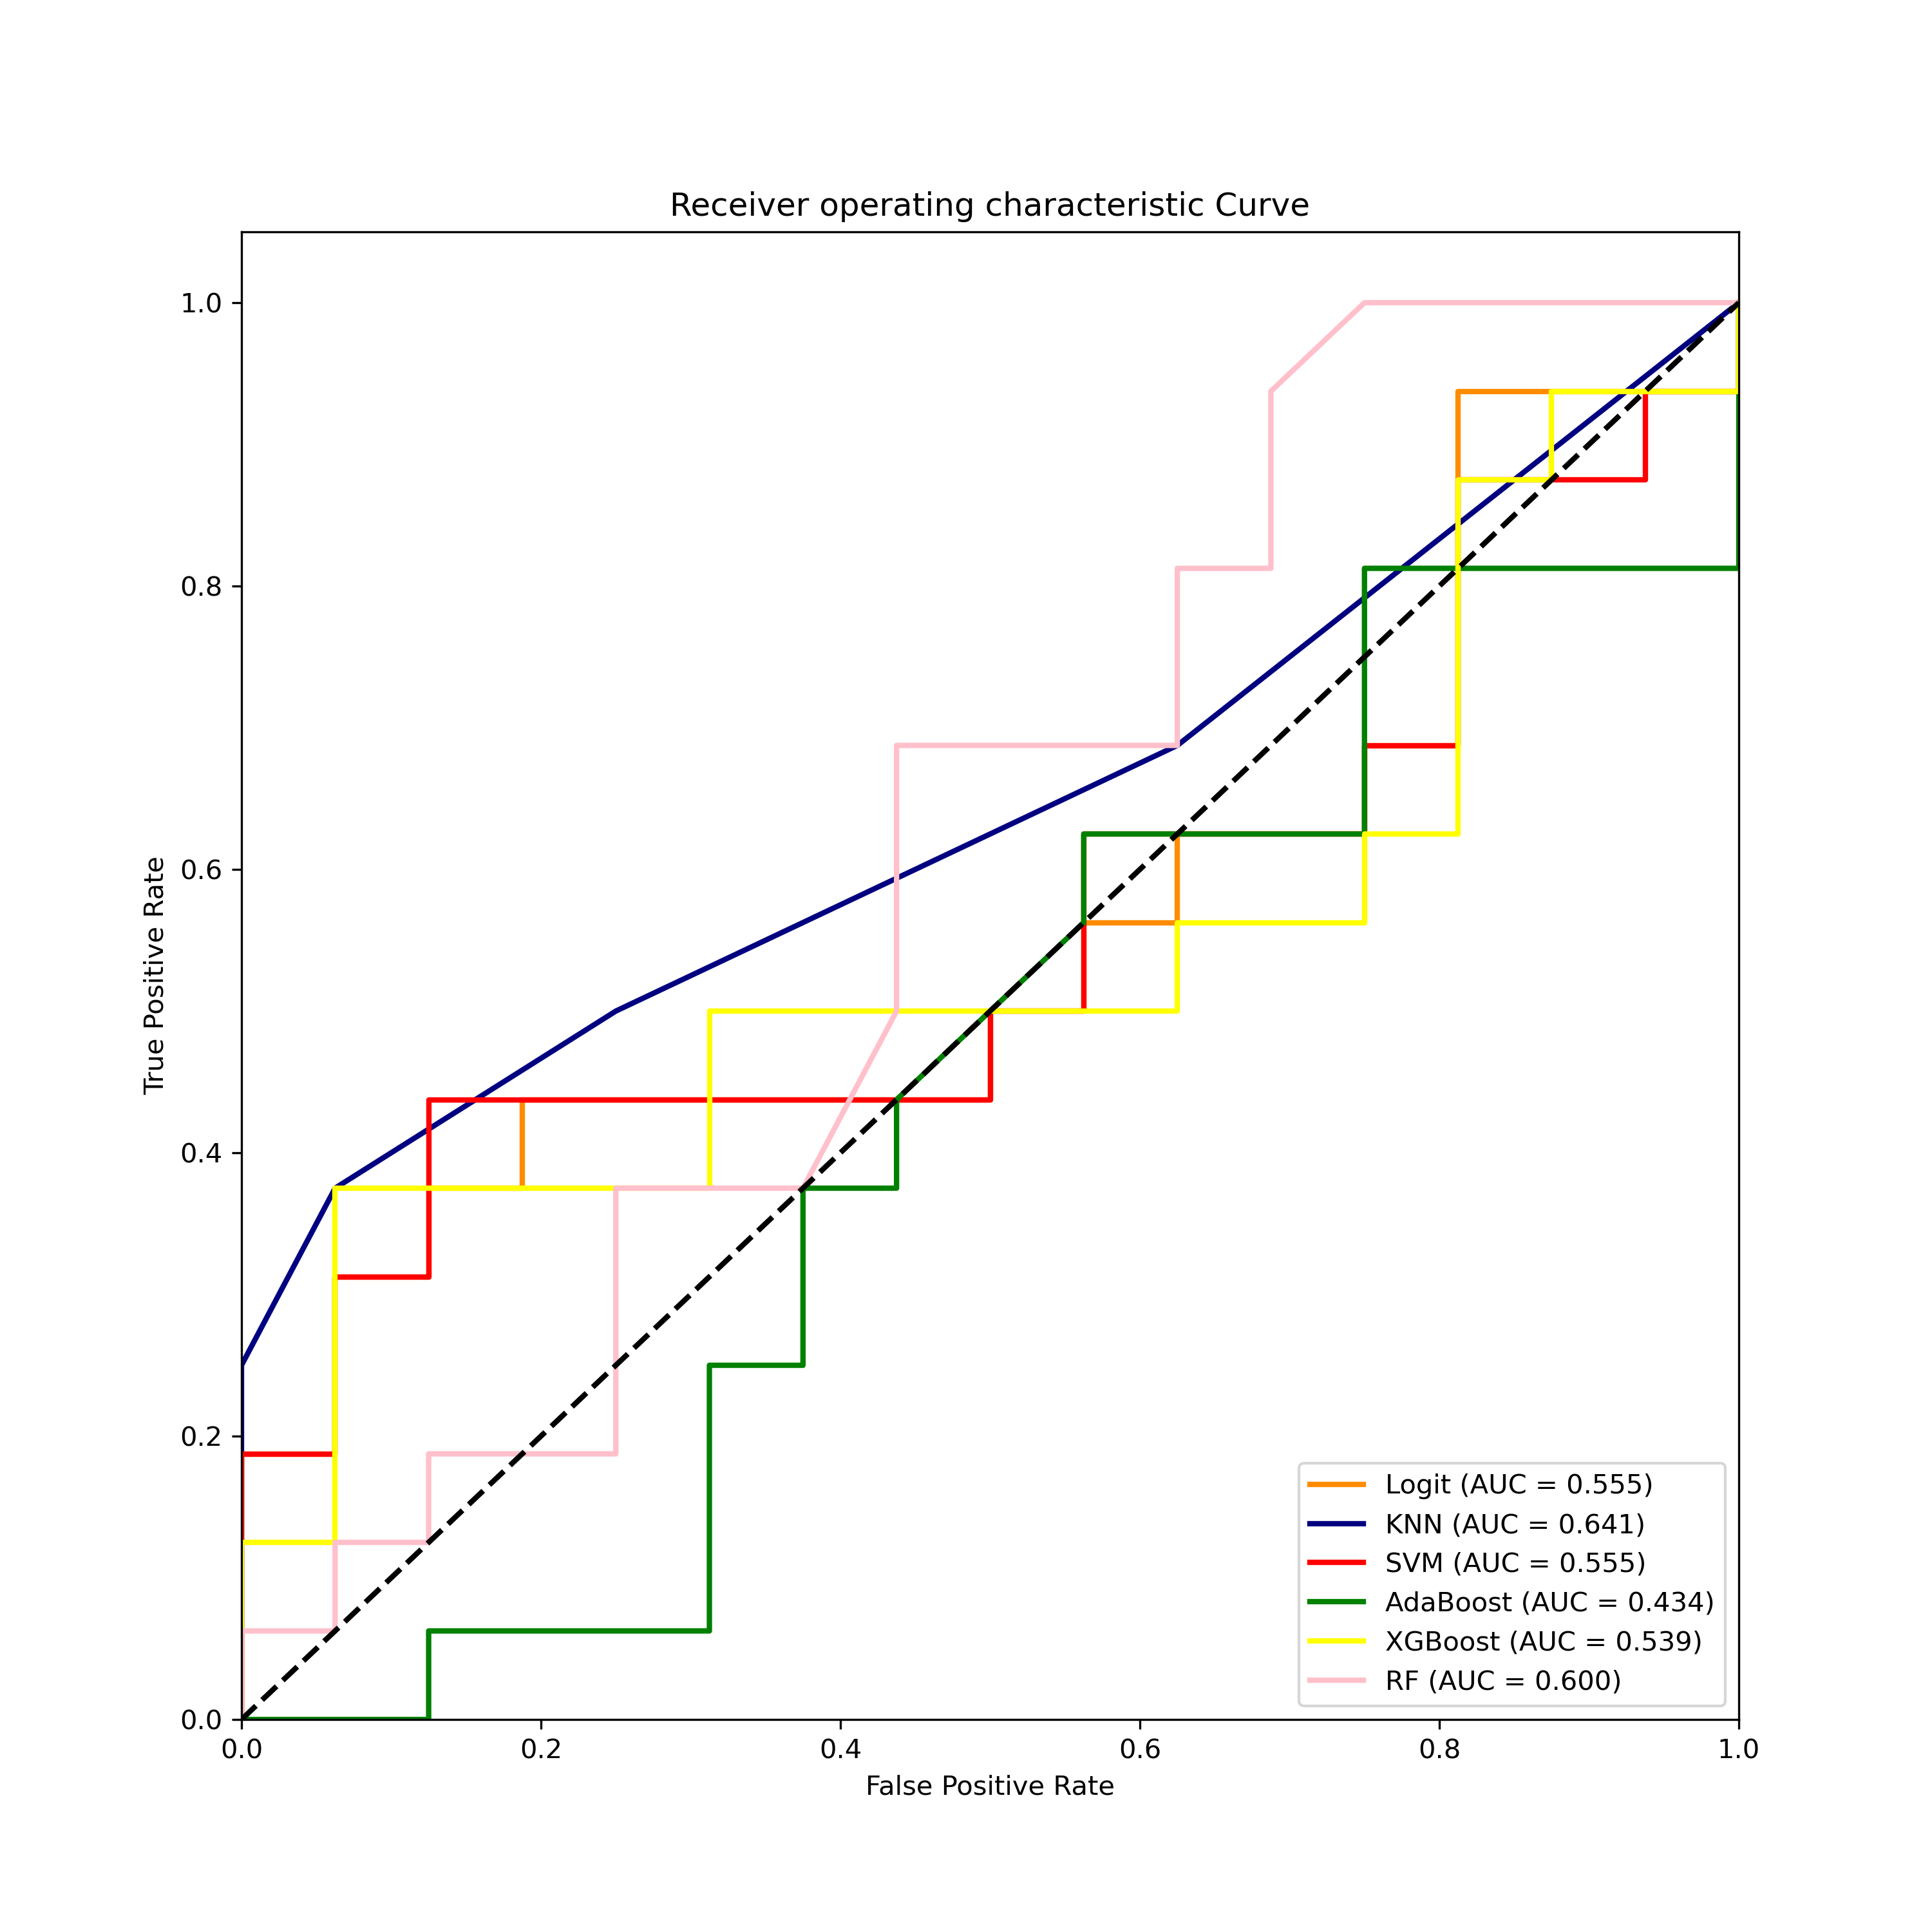 Receiver operating characteristic Curve
1.0
0.8
0.6
0.4
0.2
0.0
True Positive Rate
0.0 0.2 0.4 0.6 0.8 1.0
False Positive Rate
Logit (AUC = 0.555)
KNN (AUC = 0.641)
SVM (AUC = 0.555)
AdaBoost (AUC = 0.434)
XGBoost (AUC = 0.539)
RF (AUC = 0.600)